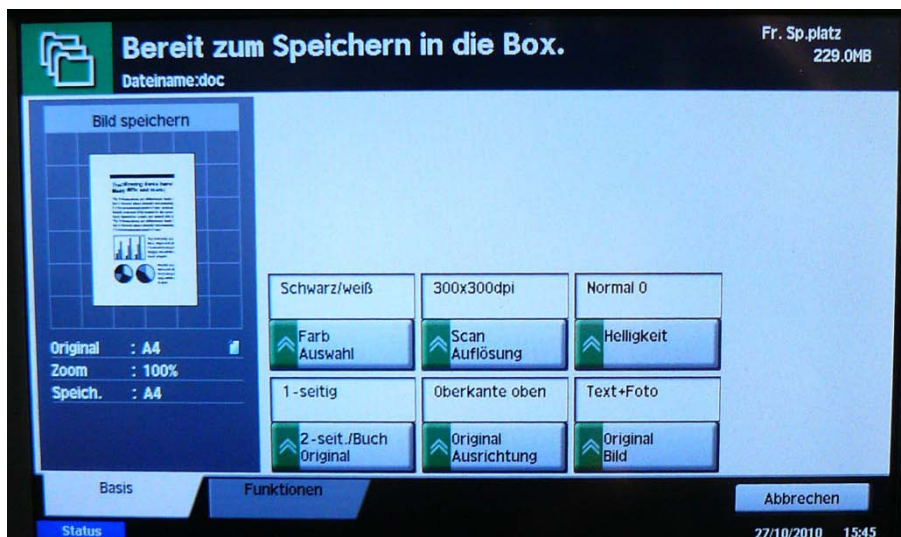 Bereit zum Speichern in die Box.
Dateiname:doc
Fr. Sp.platz
229.0MB
Bild speichern
Original : A4
Zoom : 100%
Speich. : A4
Schwarz/weiß
Farb
Auswahl
300x300dpi
Scan
Auflösung
Normal 0
Helligkeit
1-seitig
2-seit./Buch
Original
Oberkante oben
Original
Ausrichtung
Text+Foto
Original
Bild
Basis
Funktionen
Abbrechen
Status
27/10/2010 15:45